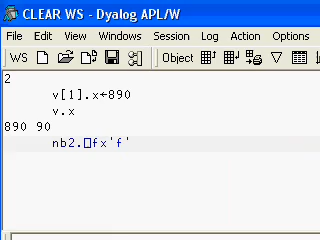 CLEAR WS - Dyalog APL/W
File Edit View Windows Session Log Action Options
WS Object
2
v[1].x←890
v.x
890 90
nb2.⎕fx'f'